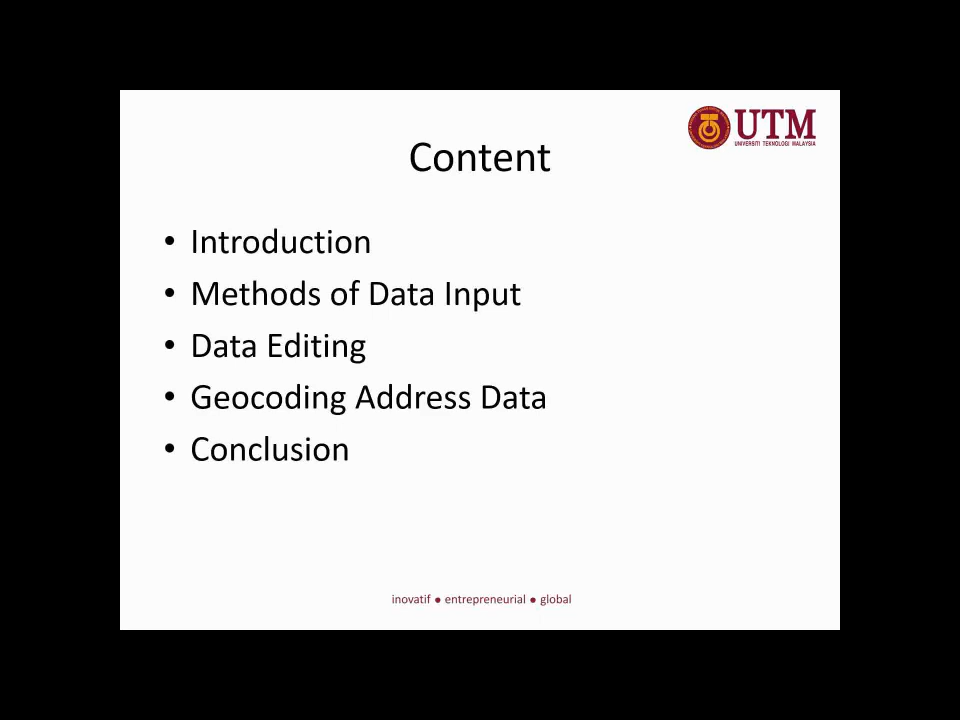 UTM
UNIVERSITI TEKNOLOGI MALAYSIA
Content
• Introduction
• Methods of Data Input
• Data Editing
• Geocoding Address Data
• Conclusion
inovatif ● entrepreneurial ● global